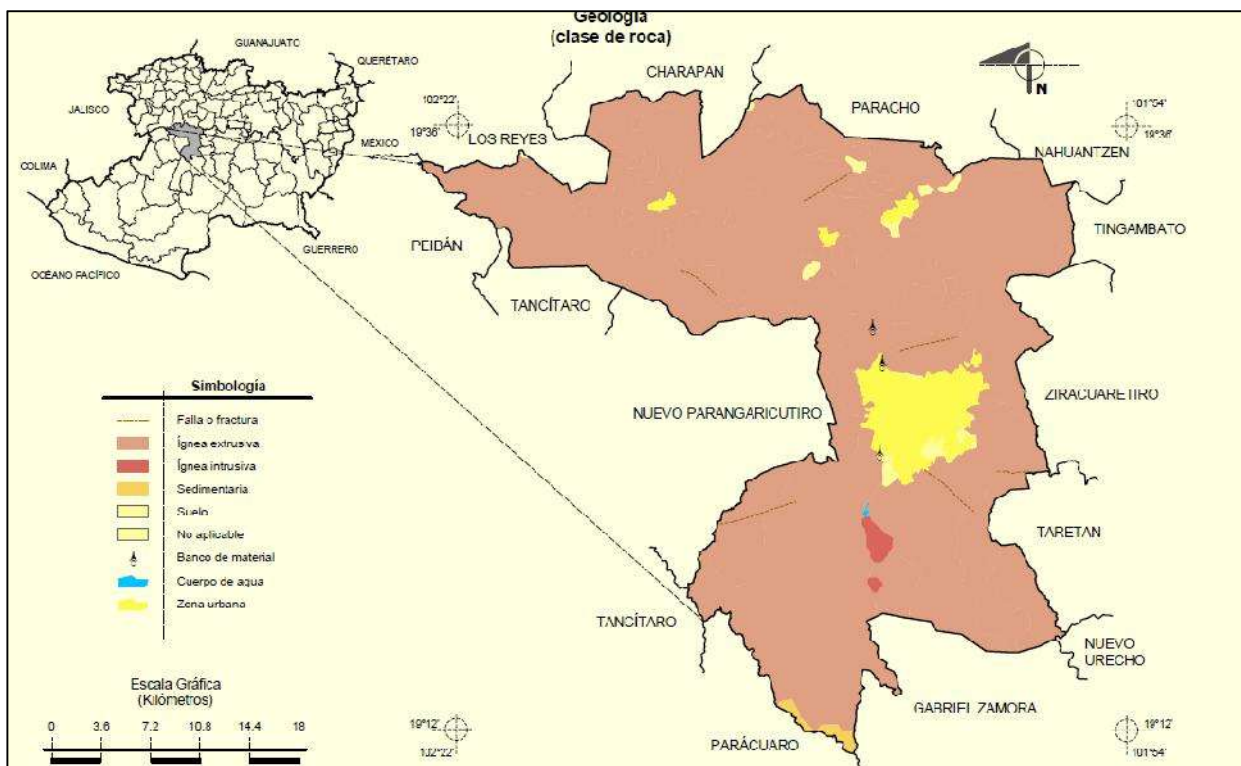 Geología
(clase de roca)
GUANAJUATO
QUERÉTARO
JALISCO
MÉXICO
COLIMA
GUERRERO
OCÉANO PACÍFICO
102°22'
19°36'
101°54'
19°36'
N
CHARAPAN
PARACHO
LOS REYES
NAHUANTZEN
TINGAMBATO
PEIDÁN
TANCÍTARO
NUEVO PARANGARICUTIRO
ZIRACUARETIRO
TARETAN
TANCÍTARO
NUEVO
URECHO
GABRIEL ZAMORA
PARÁCUARO
Simbología
Falla o fractura
Ígnea extrusiva
Ígnea intrusiva
Sedimentaria
Suelo
No aplicable
Banco de material
Cuerpo de agua
Zona urbana
Escala Gráfica
(Kilómetros)
0 3.6 7.2 10.8 14.4 18
19°12'
102°22'
19°12'
101°54'